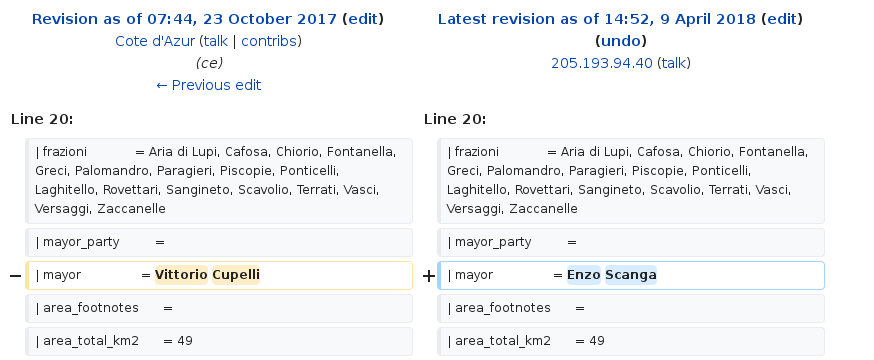 Revision as of 07:44, 23 October 2017 (edit)
Cote d'Azur (talk | contribs)
(ce)
← Previous edit
Latest revision as of 14:52, 9 April 2018 (edit)
(undo)
205.193.94.40 (talk)
Line 20:
Line 20:
| frazioni = Aria di Lupi, Cafosa, Chiorio, Fontanella,
Greci, Palomandro, Paragieri, Piscopie, Ponticelli,
Laghitello, Rovettari, Sangineto, Scavolio, Terrati, Vasci,
Versaggi, Zaccanelle
| frazioni = Aria di Lupi, Cafosa, Chiorio, Fontanella,
Greci, Palomandro, Paragieri, Piscopie, Ponticelli,
Laghitello, Rovettari, Sangineto, Scavolio, Terrati, Vasci,
Versaggi, Zaccanelle
| mayor_party =
| mayor_party =
− | mayor = Vittorio Cupelli
+ | mayor = Enzo Scanga
| area_footnotes =
| area_footnotes =
| area_total_km2 = 49
| area_total_km2 = 49